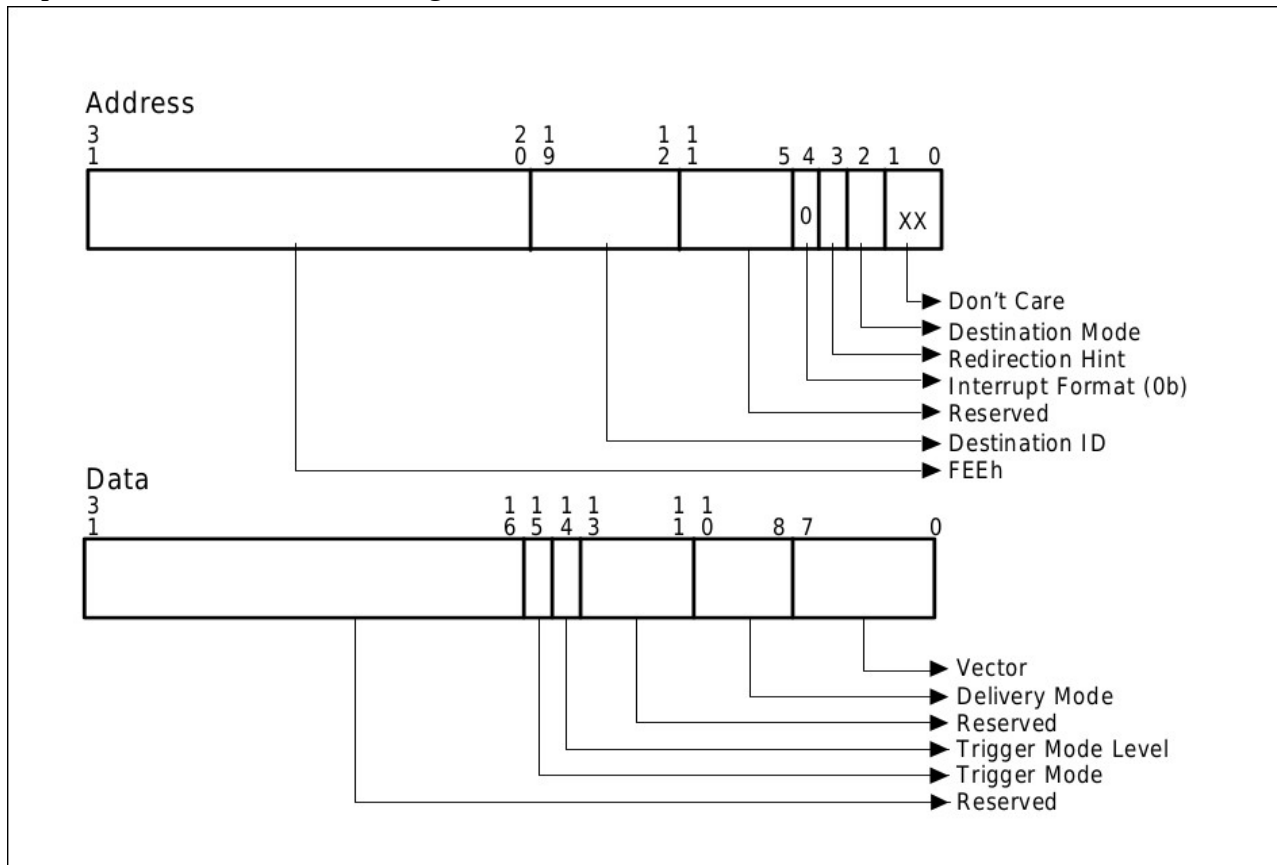 Address
3 2 1 1 1
1 0 9 2 1 5 4 3 2 1 0
0 XX
Don't Care
Destination Mode
Redirection Hint
Interrupt Format (0b)
Reserved
Destination ID
FEEh
Data
3 1 1 1 1 1 1
1 6 5 4 3 1 0 8 7 0
Vector
Delivery Mode
Reserved
Trigger Mode Level
Trigger Mode
Reserved